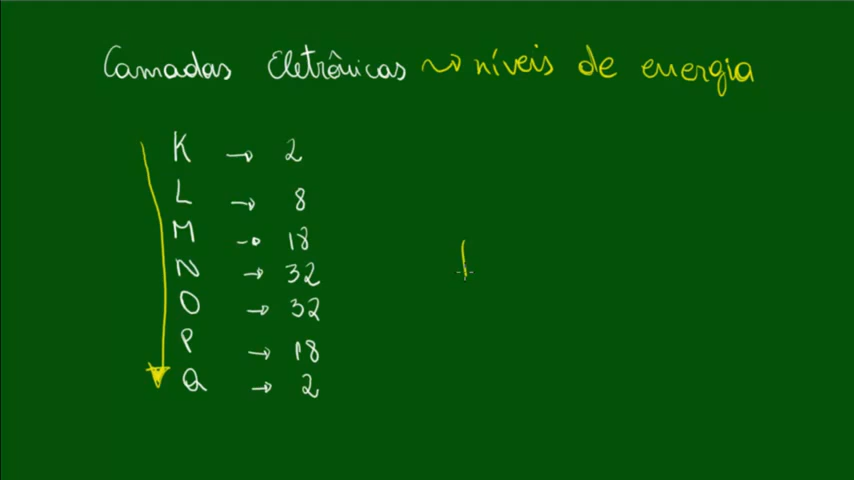 Camadas Eletrônicas ~> níveis de energia
K → 2
L → 8
M → 18
N → 32
O → 32
P → 18
Q → 2